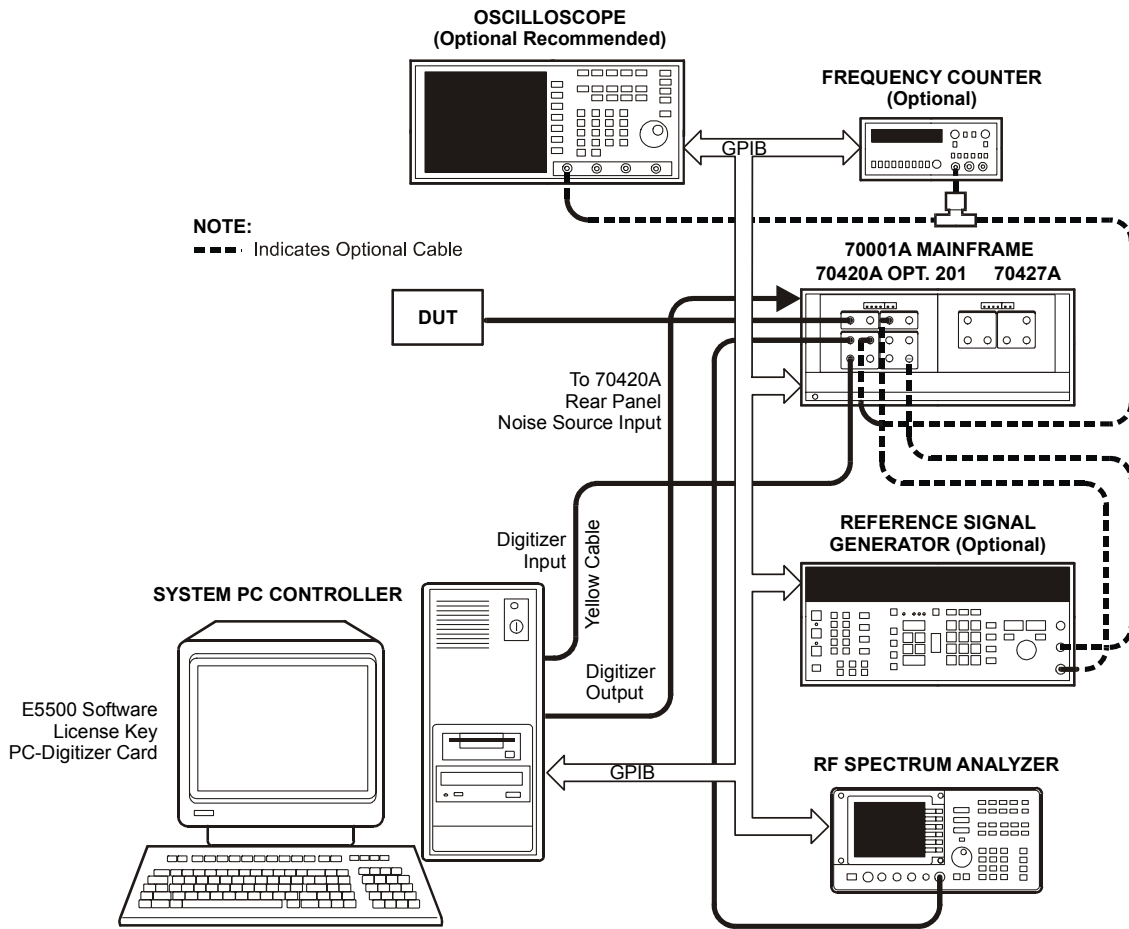 OSCILLOSCOPE
(Optional Recommended)
FREQUENCY COUNTER
(Optional)
GPIB
NOTE:
Indicates Optional Cable
70001A MAINFRAME
70420A OPT. 201 70427A
DUT
To 70420A
Rear Panel
Noise Source Input
Digitizer
Input
Yellow Cable
REFERENCE SIGNAL
GENERATOR (Optional)
SYSTEM PC CONTROLLER
Digitizer
Output
E5500 Software
License Key
PC-Digitizer Card
GPIB
RF SPECTRUM ANALYZER